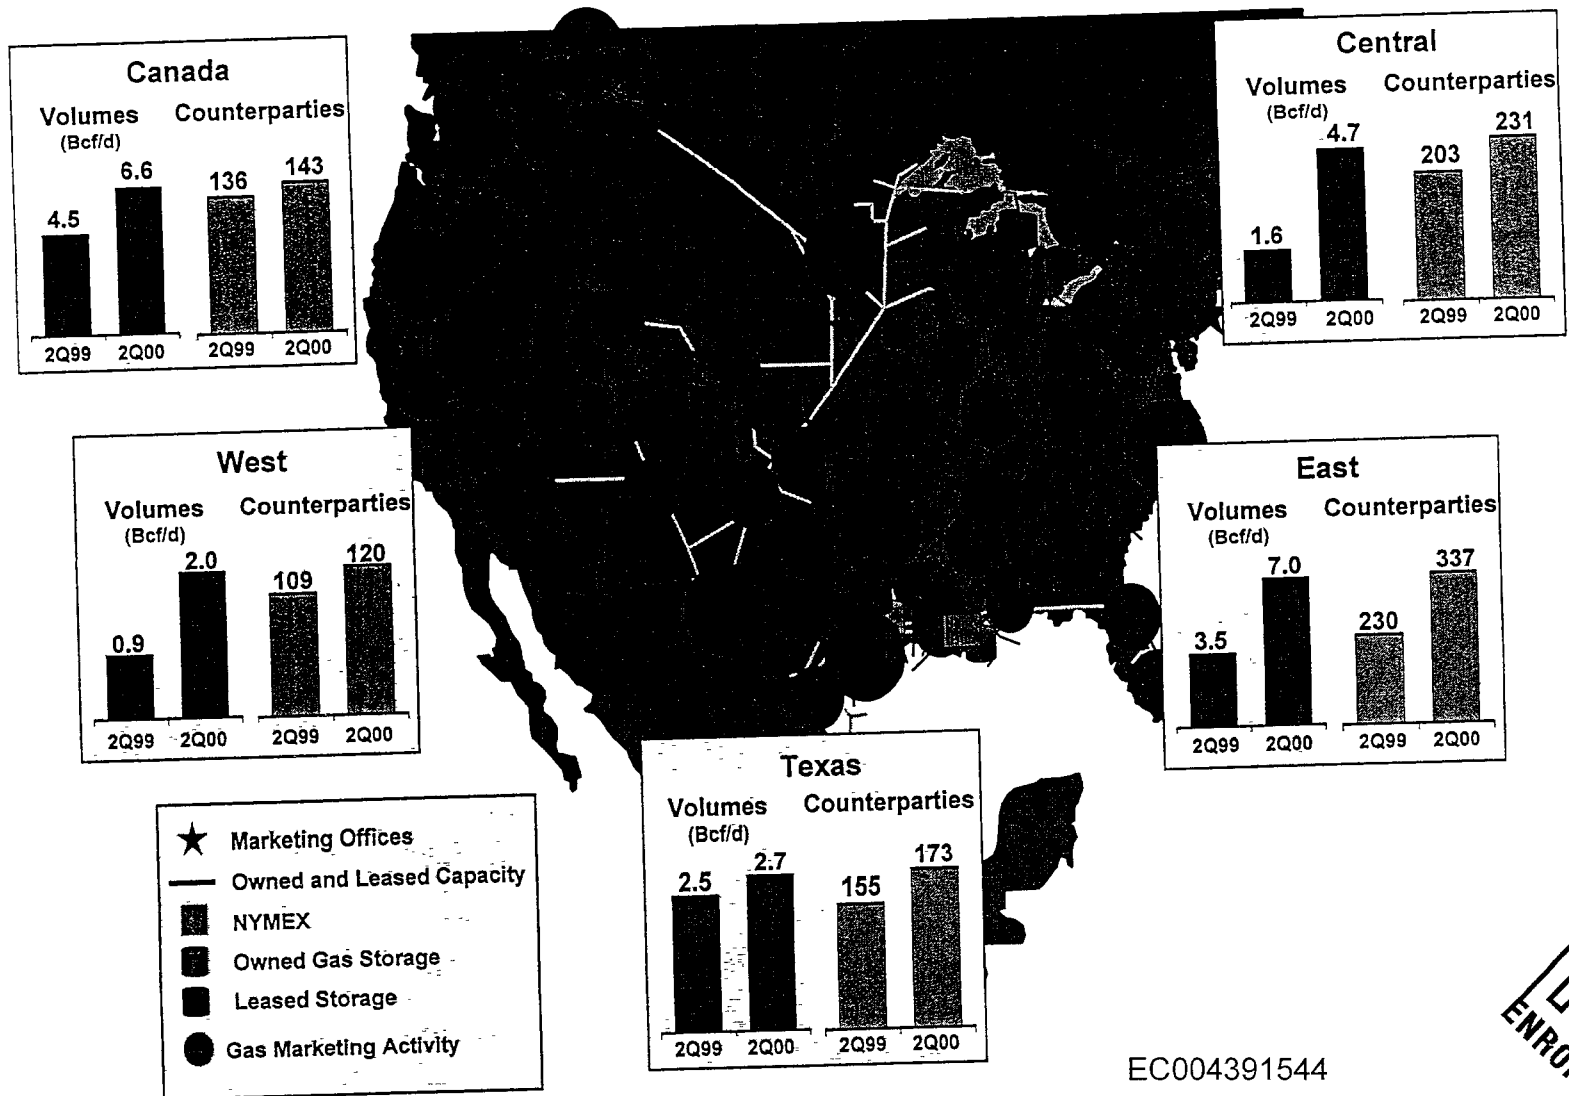 Canada
Volumes
(Bcf/d)
Counterparties
4.5
6.6
136
143
2Q99
2Q00
2Q99
2Q00
Central
Volumes
(Bcf/d)
Counterparties
1.6
4.7
203
231
2Q99
2Q00
2Q99
2Q00
West
Volumes
(Bcf/d)
Counterparties
0.9
2.0
109
120
2Q99
2Q00
2Q99
2Q00
East
Volumes
(Bcf/d)
Counterparties
3.5
7.0
230
337
2Q99
2Q00
2Q99
2Q00
Texas
Volumes
(Bcf/d)
Counterparties
2.5
2.7
155
173
2Q99
2Q00
2Q99
2Q00
Marketing Offices
Owned and Leased Capacity
NYMEX
Owned Gas Storage
Leased Storage
Gas Marketing Activity
EC004391544
ENRO